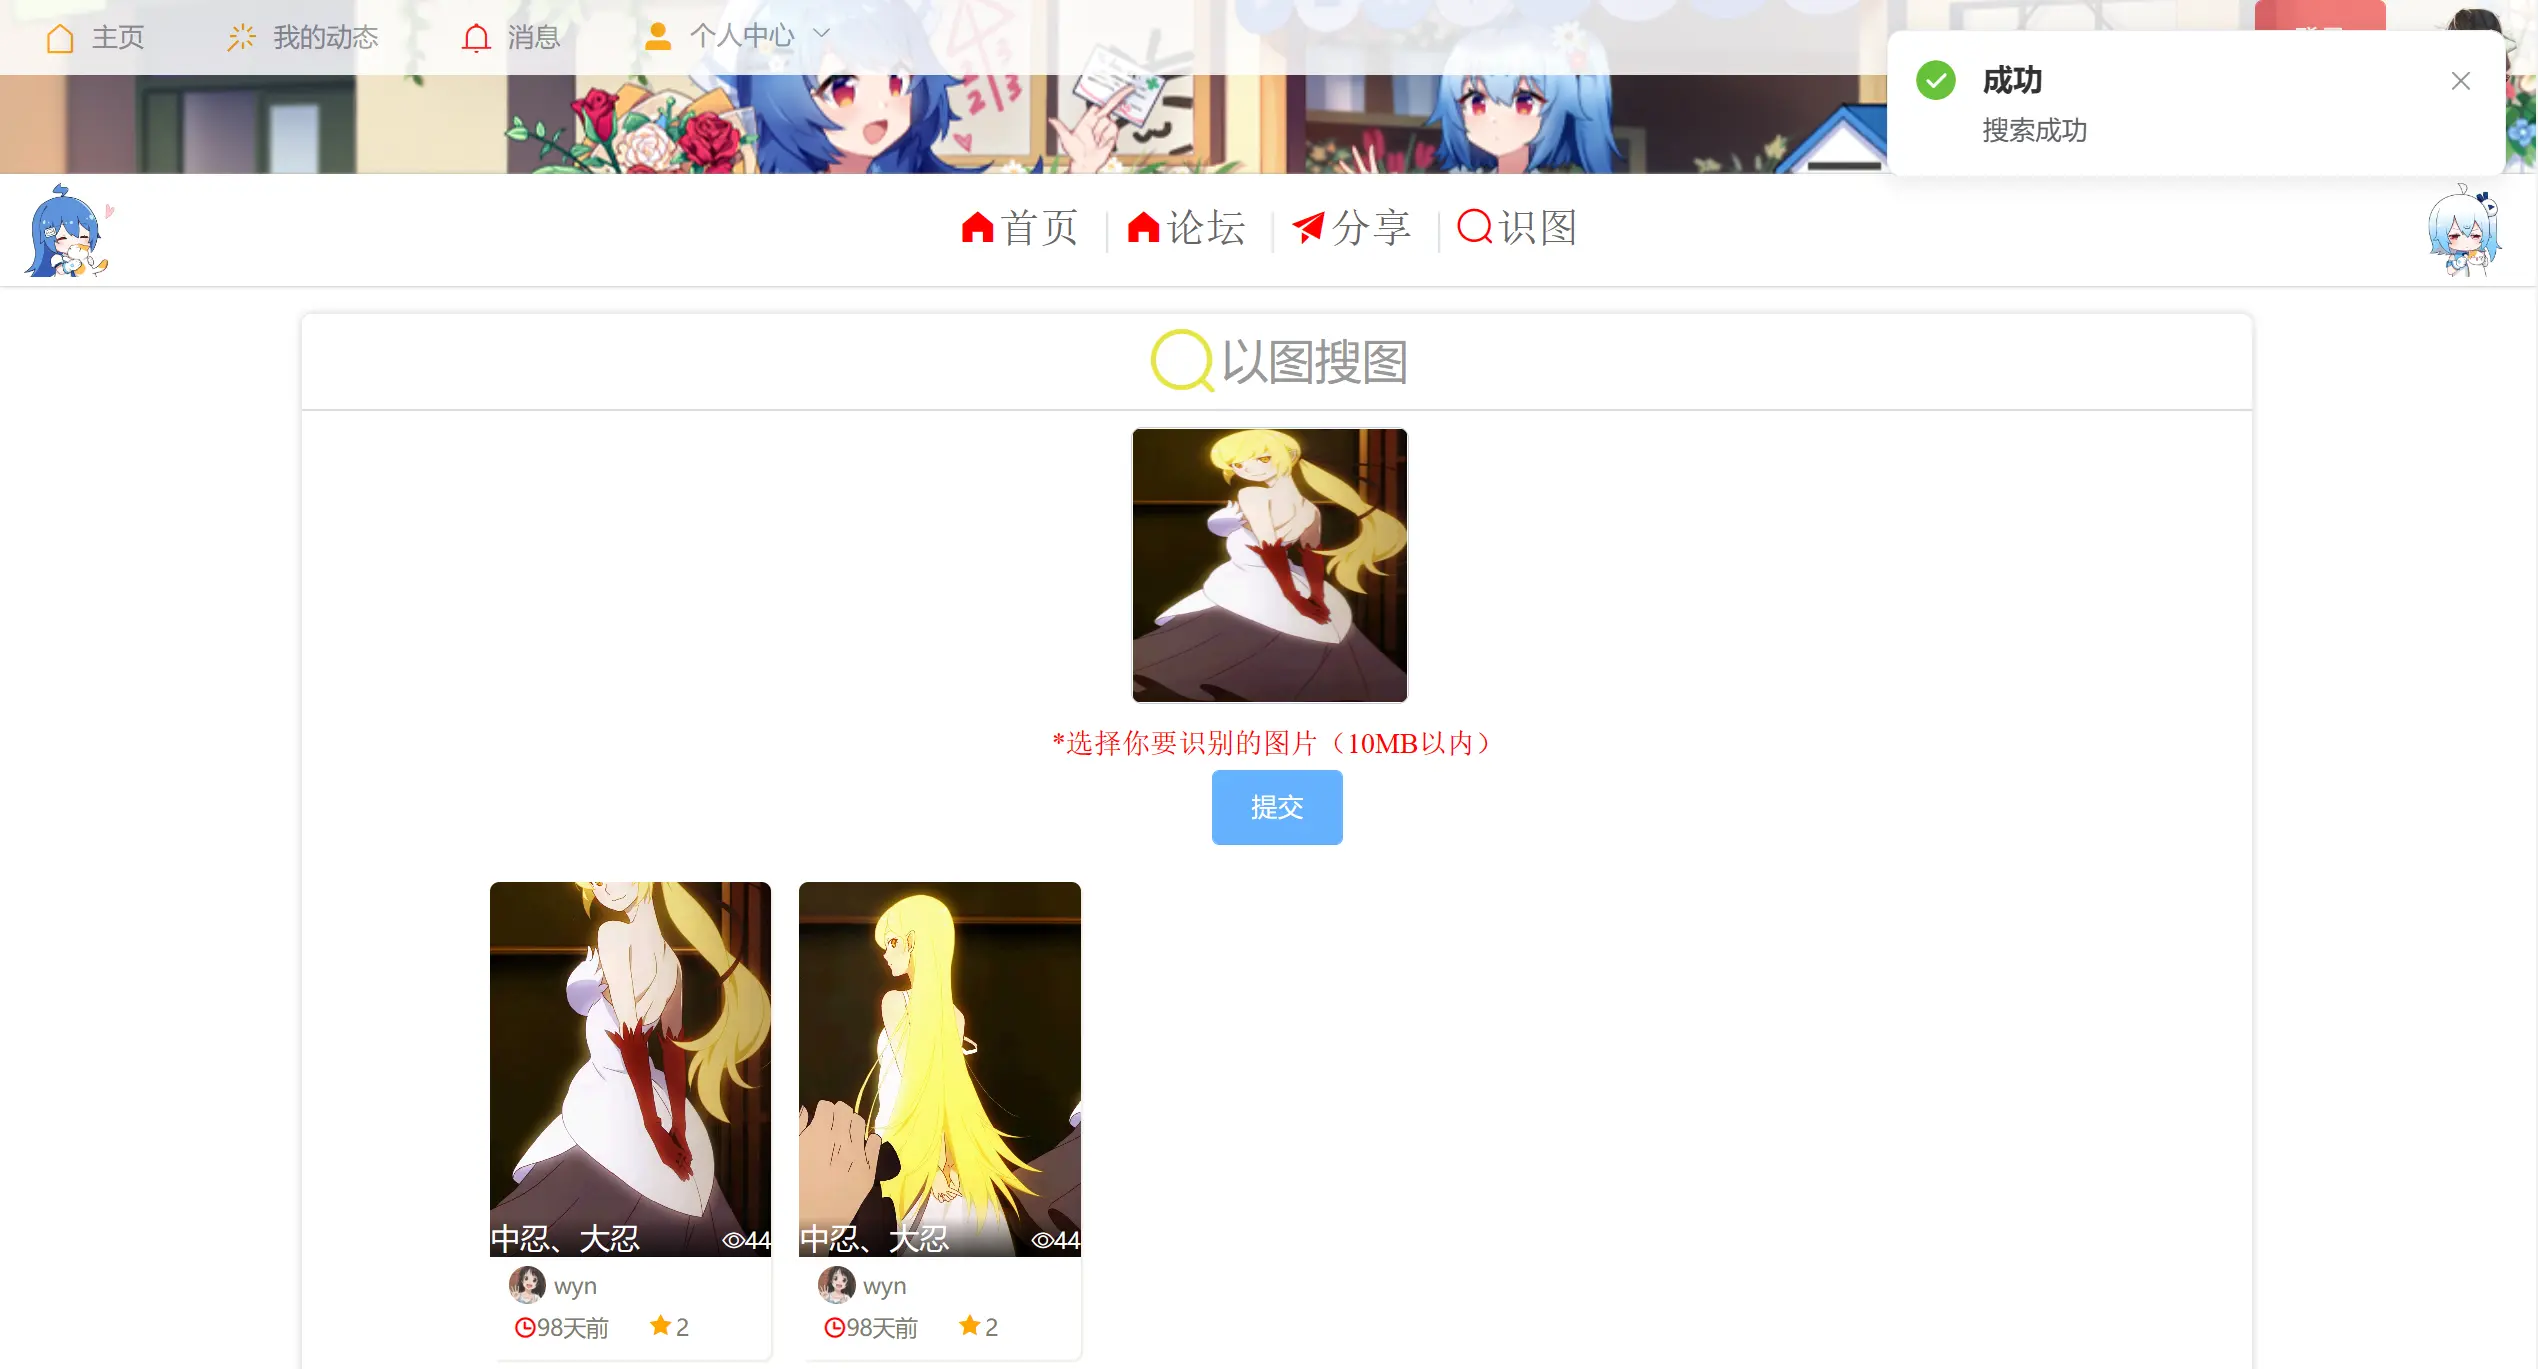 主页
我的动态
消息
个人中心
成功
搜索成功
首页
论坛
分享
识图
以图搜图
*选择你要识别的图片（10MB以内）
提交
中忍、大忍 44
wyn
98天前 2
中忍、大忍 44
wyn
98天前 2